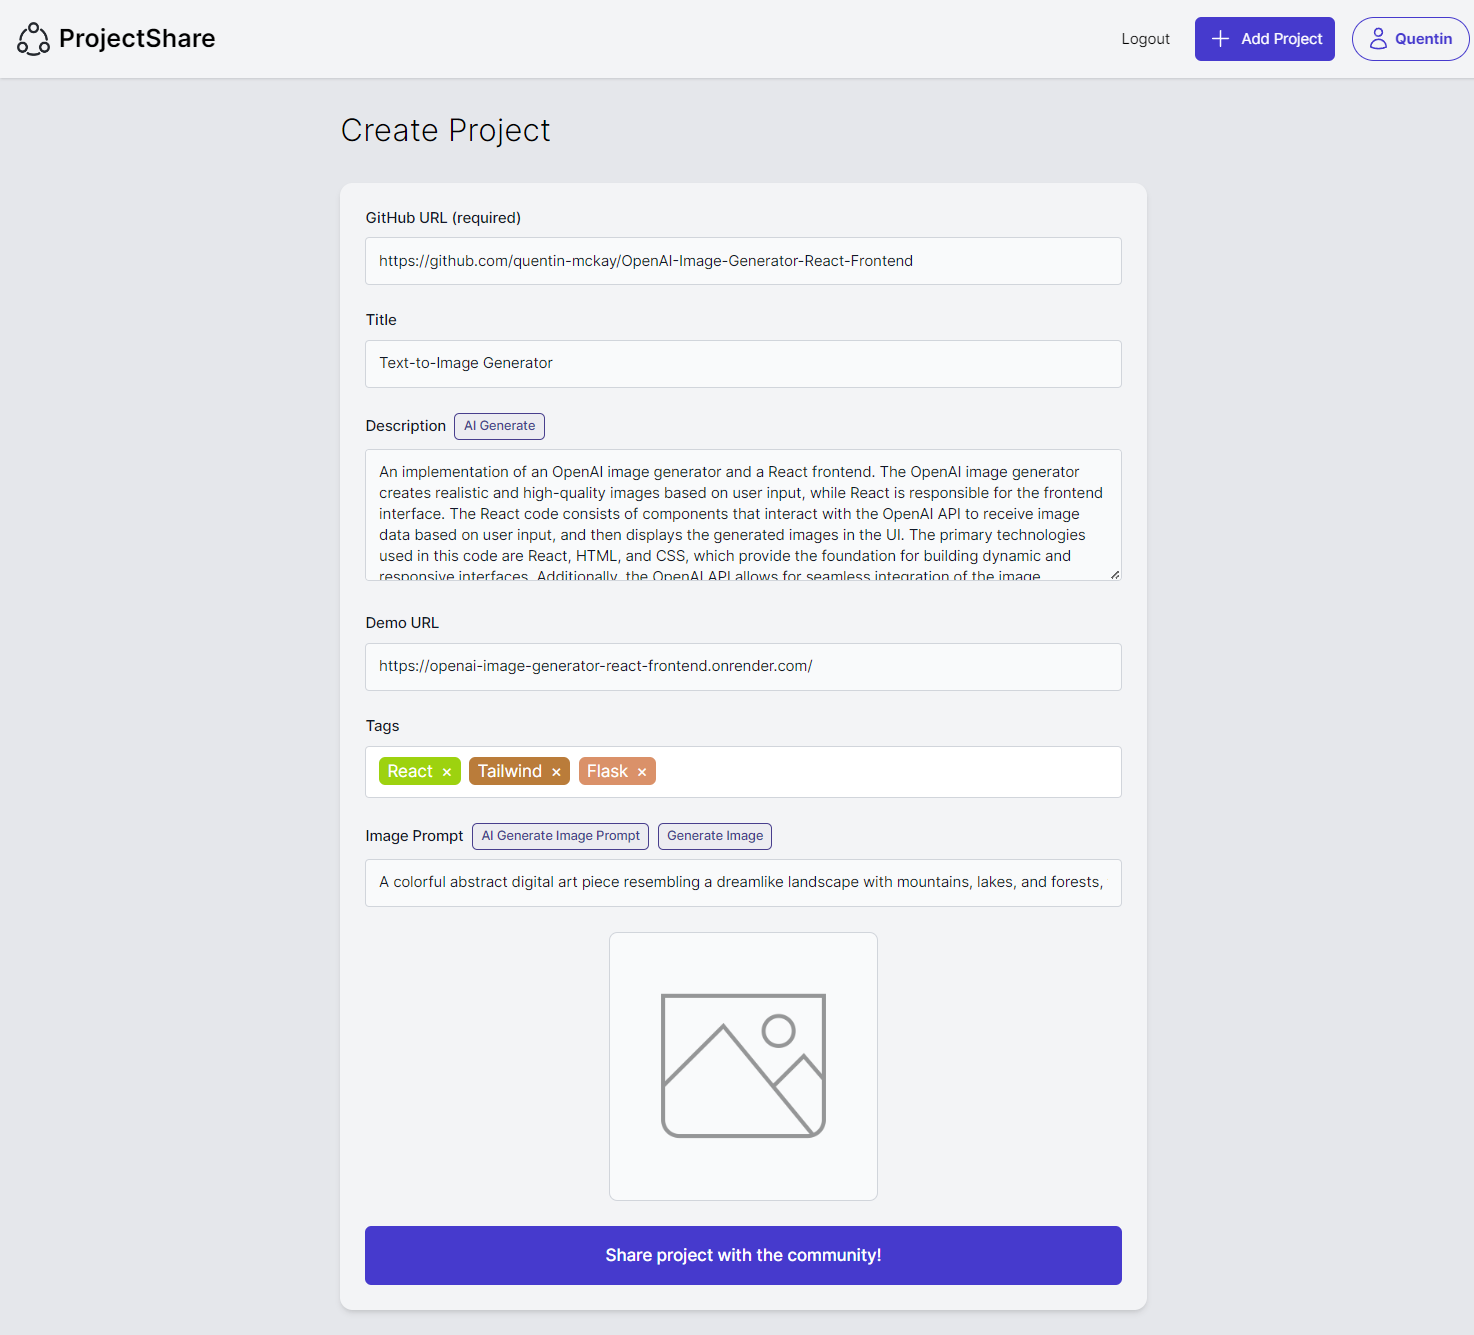 ProjectShare
Logout
Add Project
Quentin
Create Project
GitHub URL (required)
https://github.com/quentin-mckay/OpenAI-Image-Generator-React-Frontend
Title
Text-to-Image Generator
Description
AI Generate
An implementation of an OpenAI image generator and a React frontend. The OpenAI image generator
creates realistic and high-quality images based on user input, while React is responsible for the frontend
interface. The React code consists of components that interact with the OpenAI API to receive image
data based on user input, and then displays the generated images in the UI. The primary technologies
used in this code are React, HTML, and CSS, which provide the foundation for building dynamic and
responsive interfaces. Additionally, the OpenAI API allows for seamless integration of the image
Demo URL
https://openai-image-generator-react-frontend.onrender.com/
Tags
React × Tailwind × Flask ×
Image Prompt
AI Generate Image Prompt
Generate Image
A colorful abstract digital art piece resembling a dreamlike landscape with mountains, lakes, and forests,
Share project with the community!